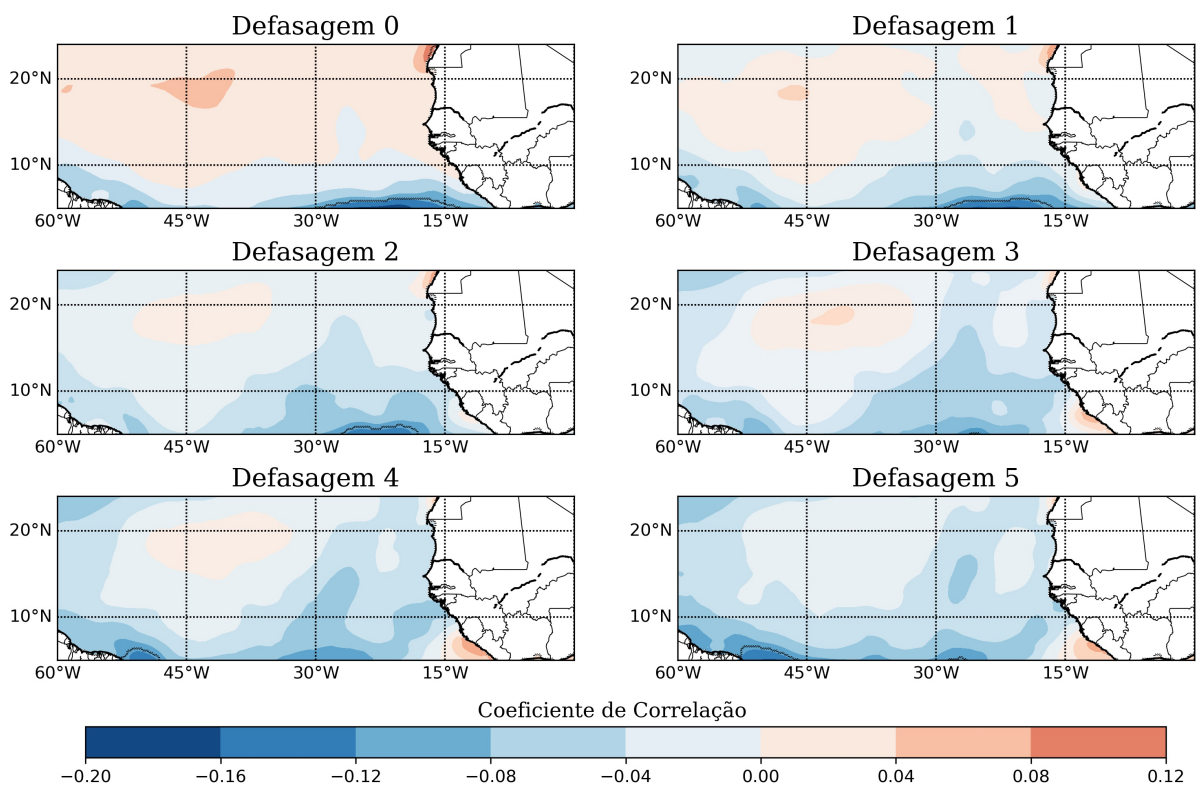 Defasagem 0
Defasagem 1
20°N
10°N
60°W 45°W 30°W 15°W
20°N
10°N
60°W 45°W 30°W 15°W
Defasagem 2
Defasagem 3
20°N
10°N
60°W 45°W 30°W 15°W
20°N
10°N
60°W 45°W 30°W 15°W
Defasagem 4
Defasagem 5
20°N
10°N
60°W 45°W 30°W 15°W
20°N
10°N
60°W 45°W 30°W 15°W
Coeficiente de Correlação
−0.20 −0.16 −0.12 −0.08 −0.04 0.00 0.04 0.08 0.12